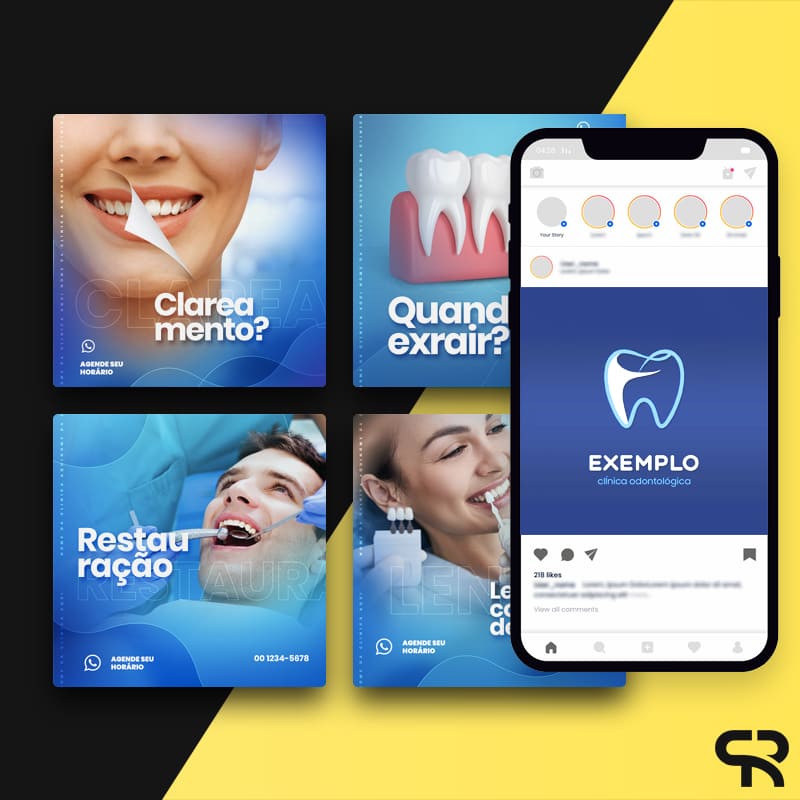 CLAREA
Clarea
mento?
AGENDE SEU
HORÁRIO
Quand
exrair?
RESTAURA
Restau
ração
AGENDE SEU
HORÁRIO
00 1234-5678
LEN
Le
co
de
AGENDE SEU
HORÁRIO
04:20
Your Story
EXEMPLO
clínica odontológica
218 likes
View all comments